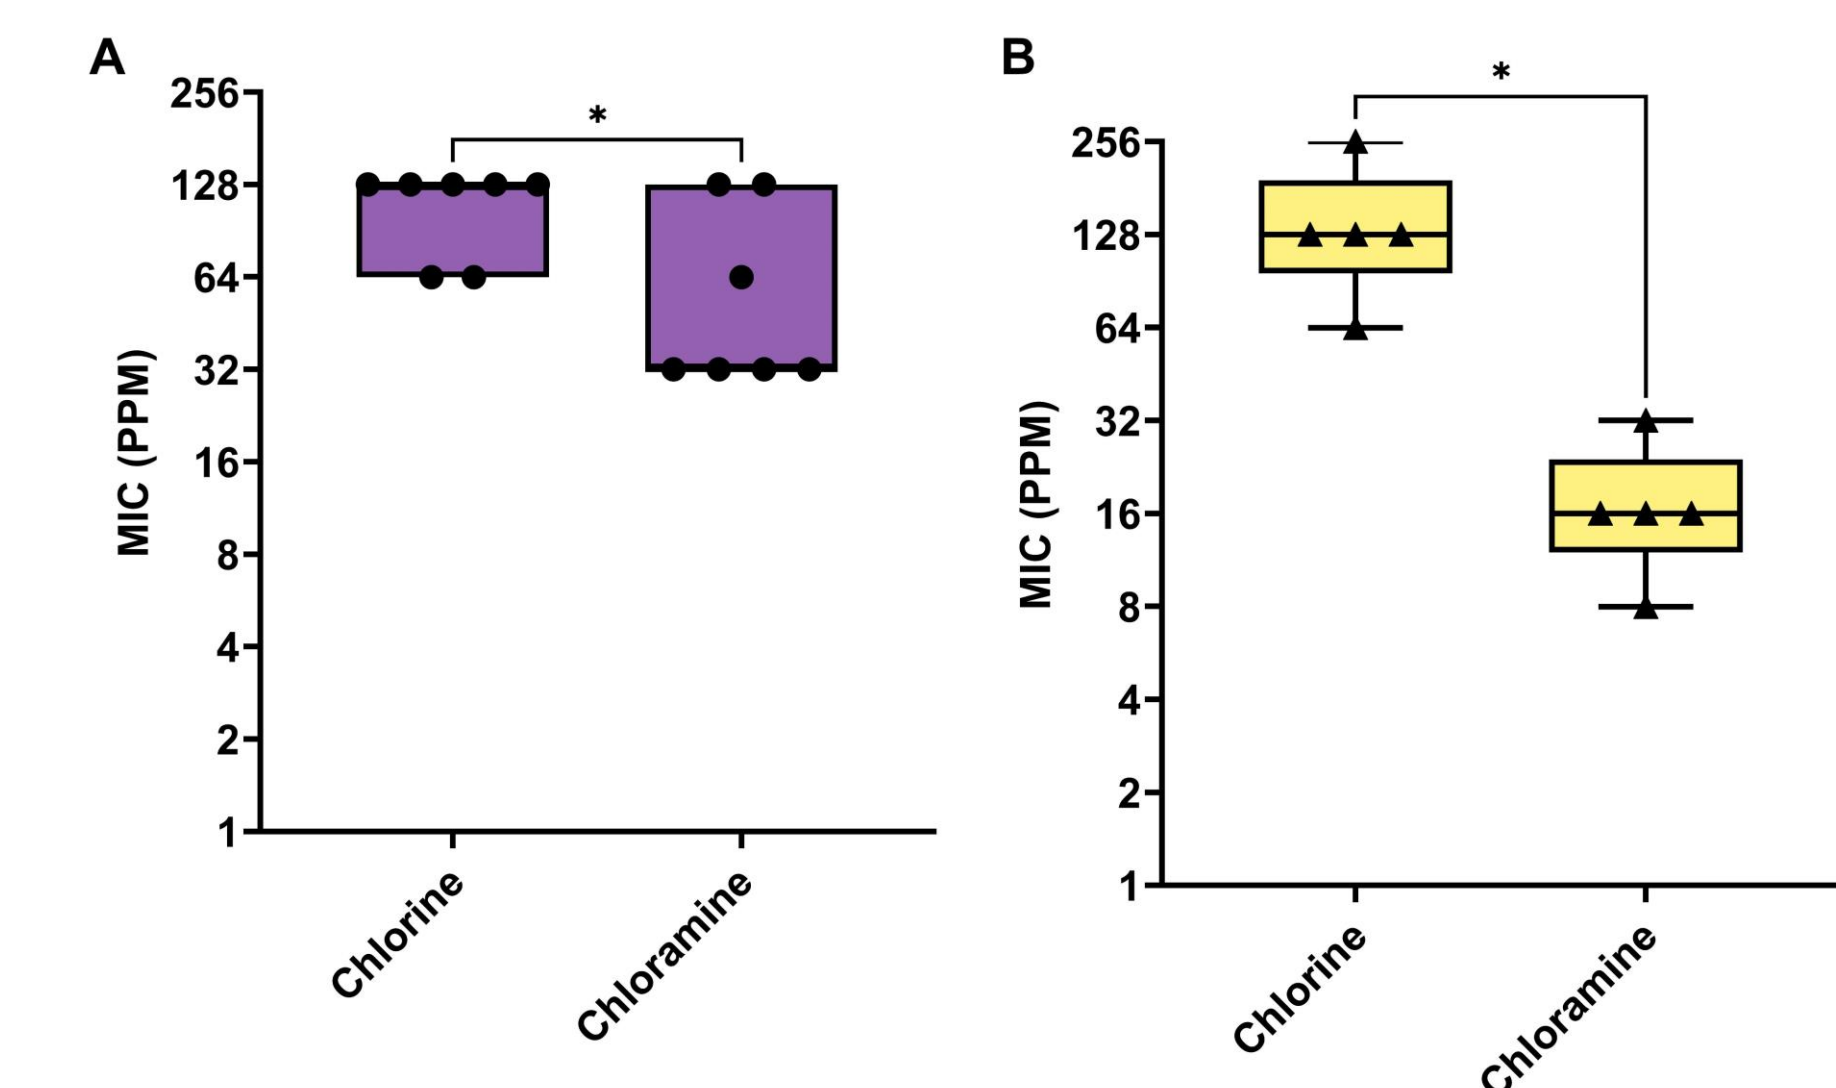 A
256
*
128
64
32
16
8
4
2
1
MIC (PPM)
Chlorine
Chloramine
B
*
256
128
64
32
16
8
4
2
1
MIC (PPM)
Chlorine
Chloramine